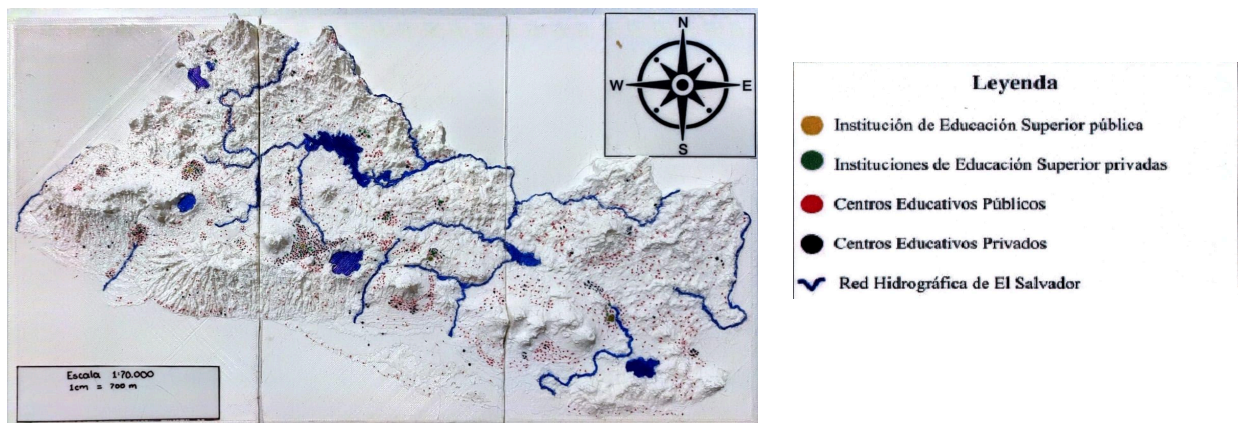 N
W
E
S
Escala 1:70.000
1cm = 700 m
Leyenda
Institución de Educación Superior pública
Instituciones de Educación Superior privadas
Centros Educativos Públicos
Centros Educativos Privados
Red Hidrográfica de El Salvador